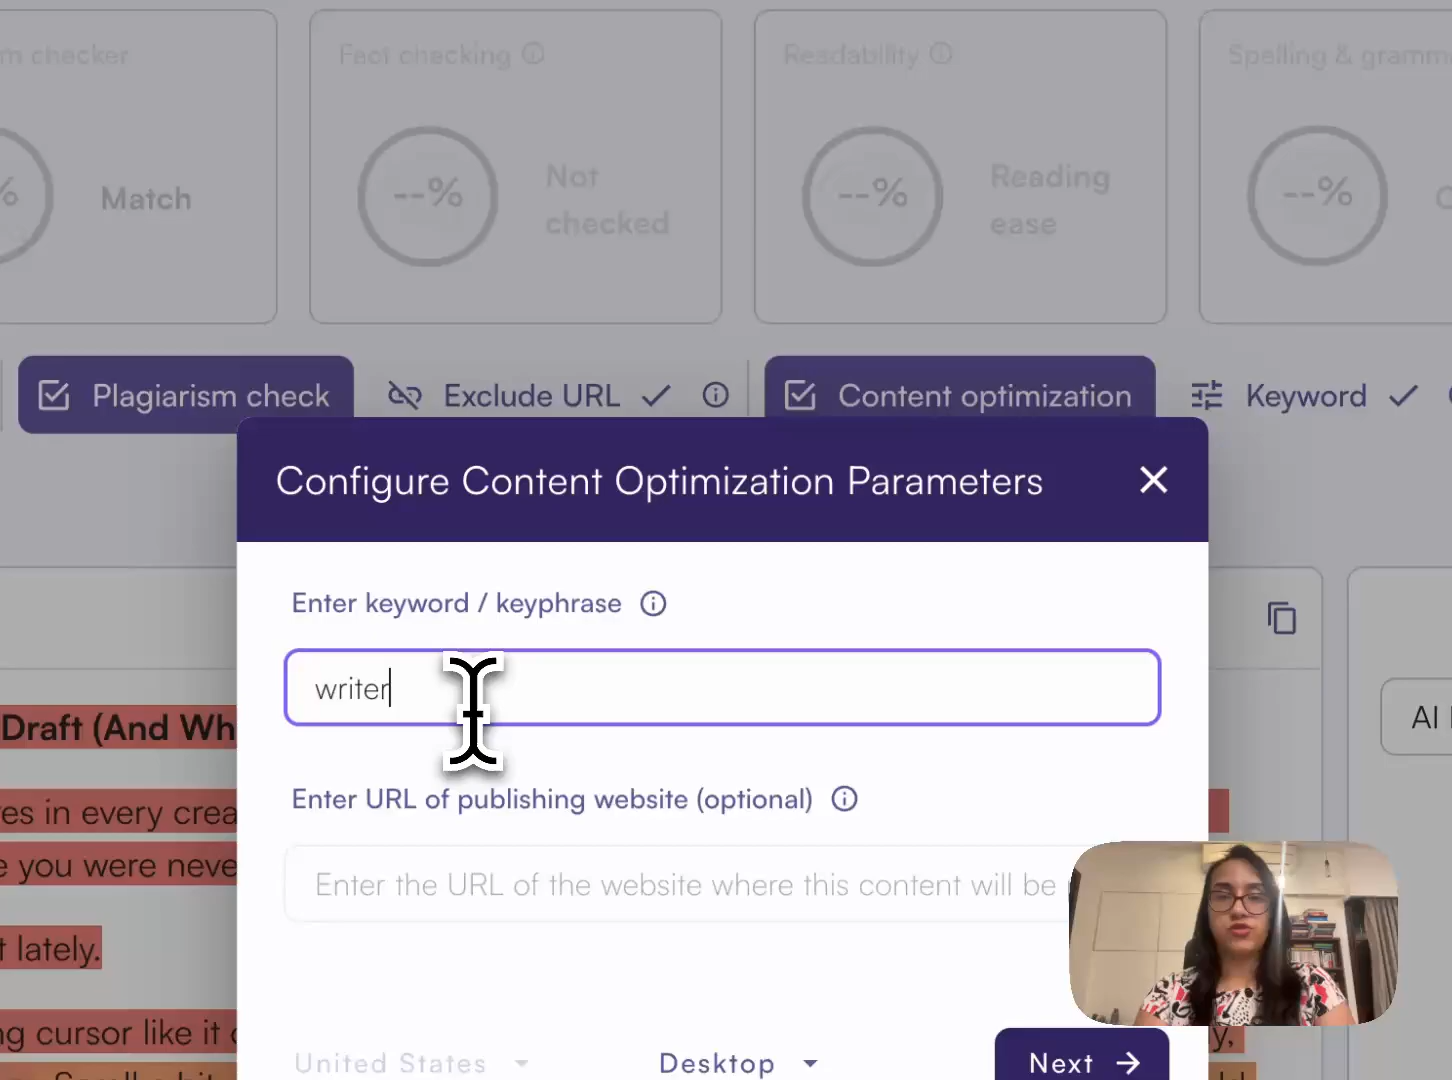 m checker
Fact checking
Readability
Spelling & gramm
%
Match
--%
Not
checked
--%
Reading
ease
--%
Plagiarism check
Exclude URL
Content optimization
Keyword
Configure Content Optimization Parameters
Enter keyword / keyphrase
writer
Draft (And Wh
AI
Enter URL of publishing website (optional)
es in every crea
e you were neve
Enter the URL of the website where this content will be
t lately.
ng cursor like it
y,
United States
Desktop
Next